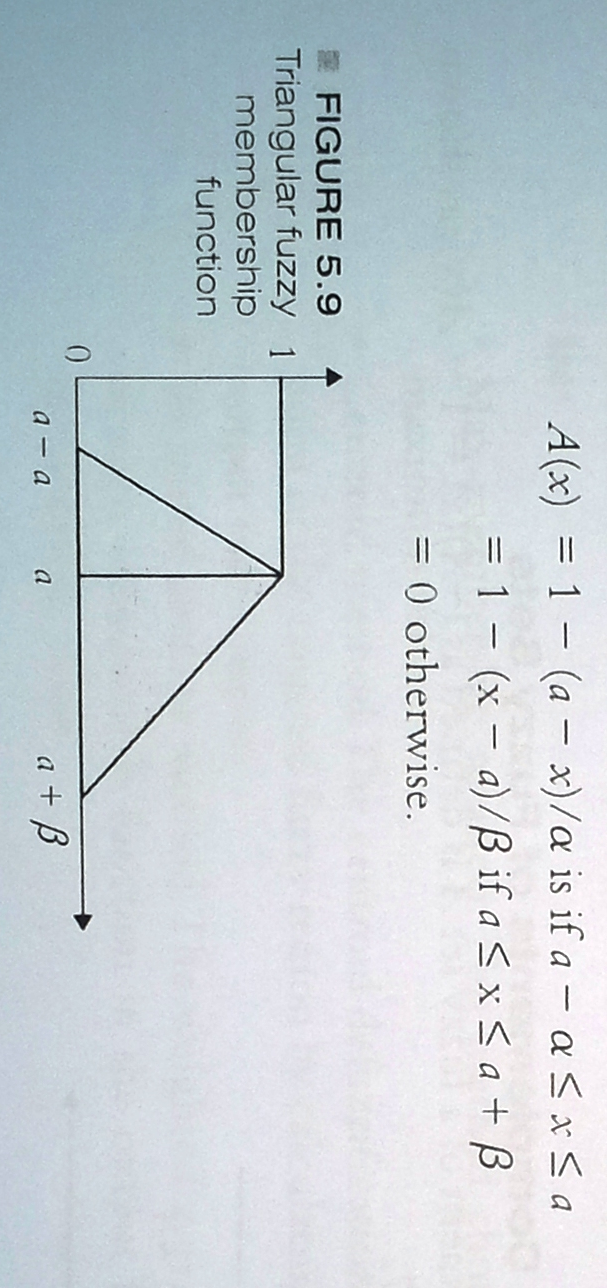 A(x) = 1 − (a − x)/α is if a − α ≤ x ≤ a
= 1 − (x − a)/β if a ≤ x ≤ a + β
= 0 otherwise.
FIGURE 5.9
Triangular fuzzy
membership
function
1
0
a − a
a
a + β